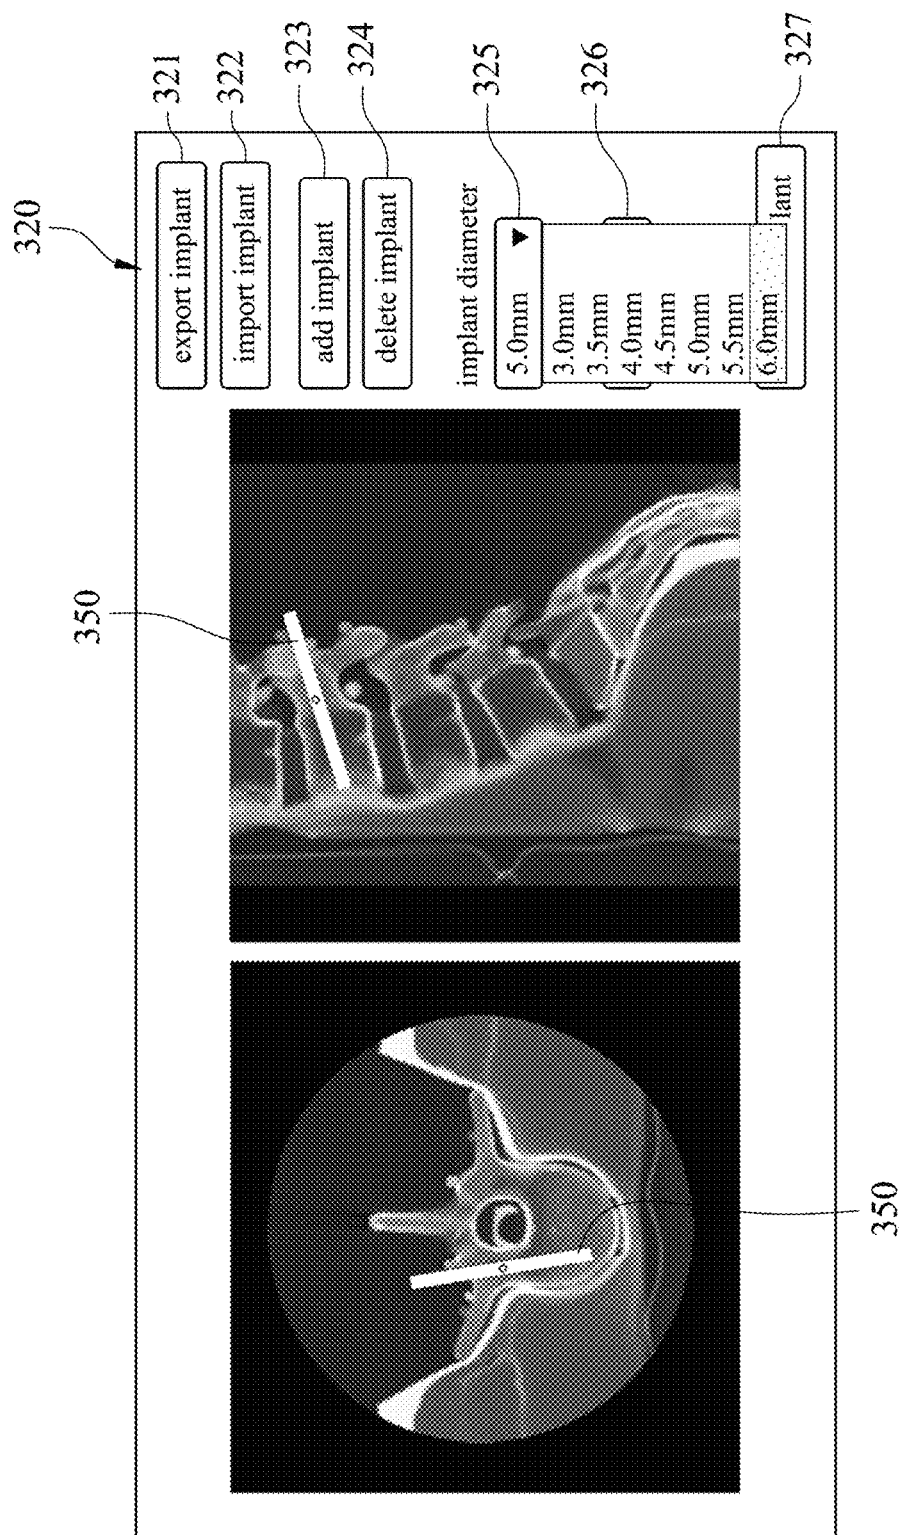 320
321
export implant
322
import implant
323
add implant
324
delete implant
implant diameter
325
5.0mm
3.0mm
3.5mm
326
4.0mm
4.5mm
5.0mm
5.5mm
6.0mm
lant
327
350
350